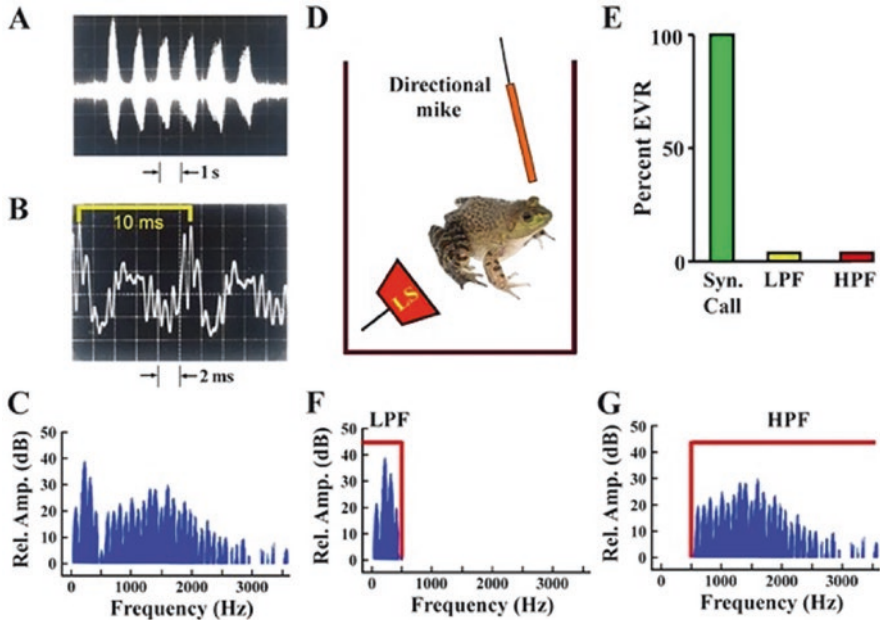 A
1 s
B
10 ms
2 ms
C
Rel. Amp. (dB)
50
40
30
20
10
0
0 1000 2000 3000
Frequency (Hz)
D
Directional
mike
LS
E
Percent EVR
100
50
0
Syn.
Call
LPF
HPF
F
LPF
Rel. Amp. (dB)
50
40
30
20
10
0
0 1000 2000 3000
Frequency (Hz)
G
HPF
Rel. Amp. (dB)
50
40
30
20
10
0
0 1000 2000 3000
Frequency (Hz)